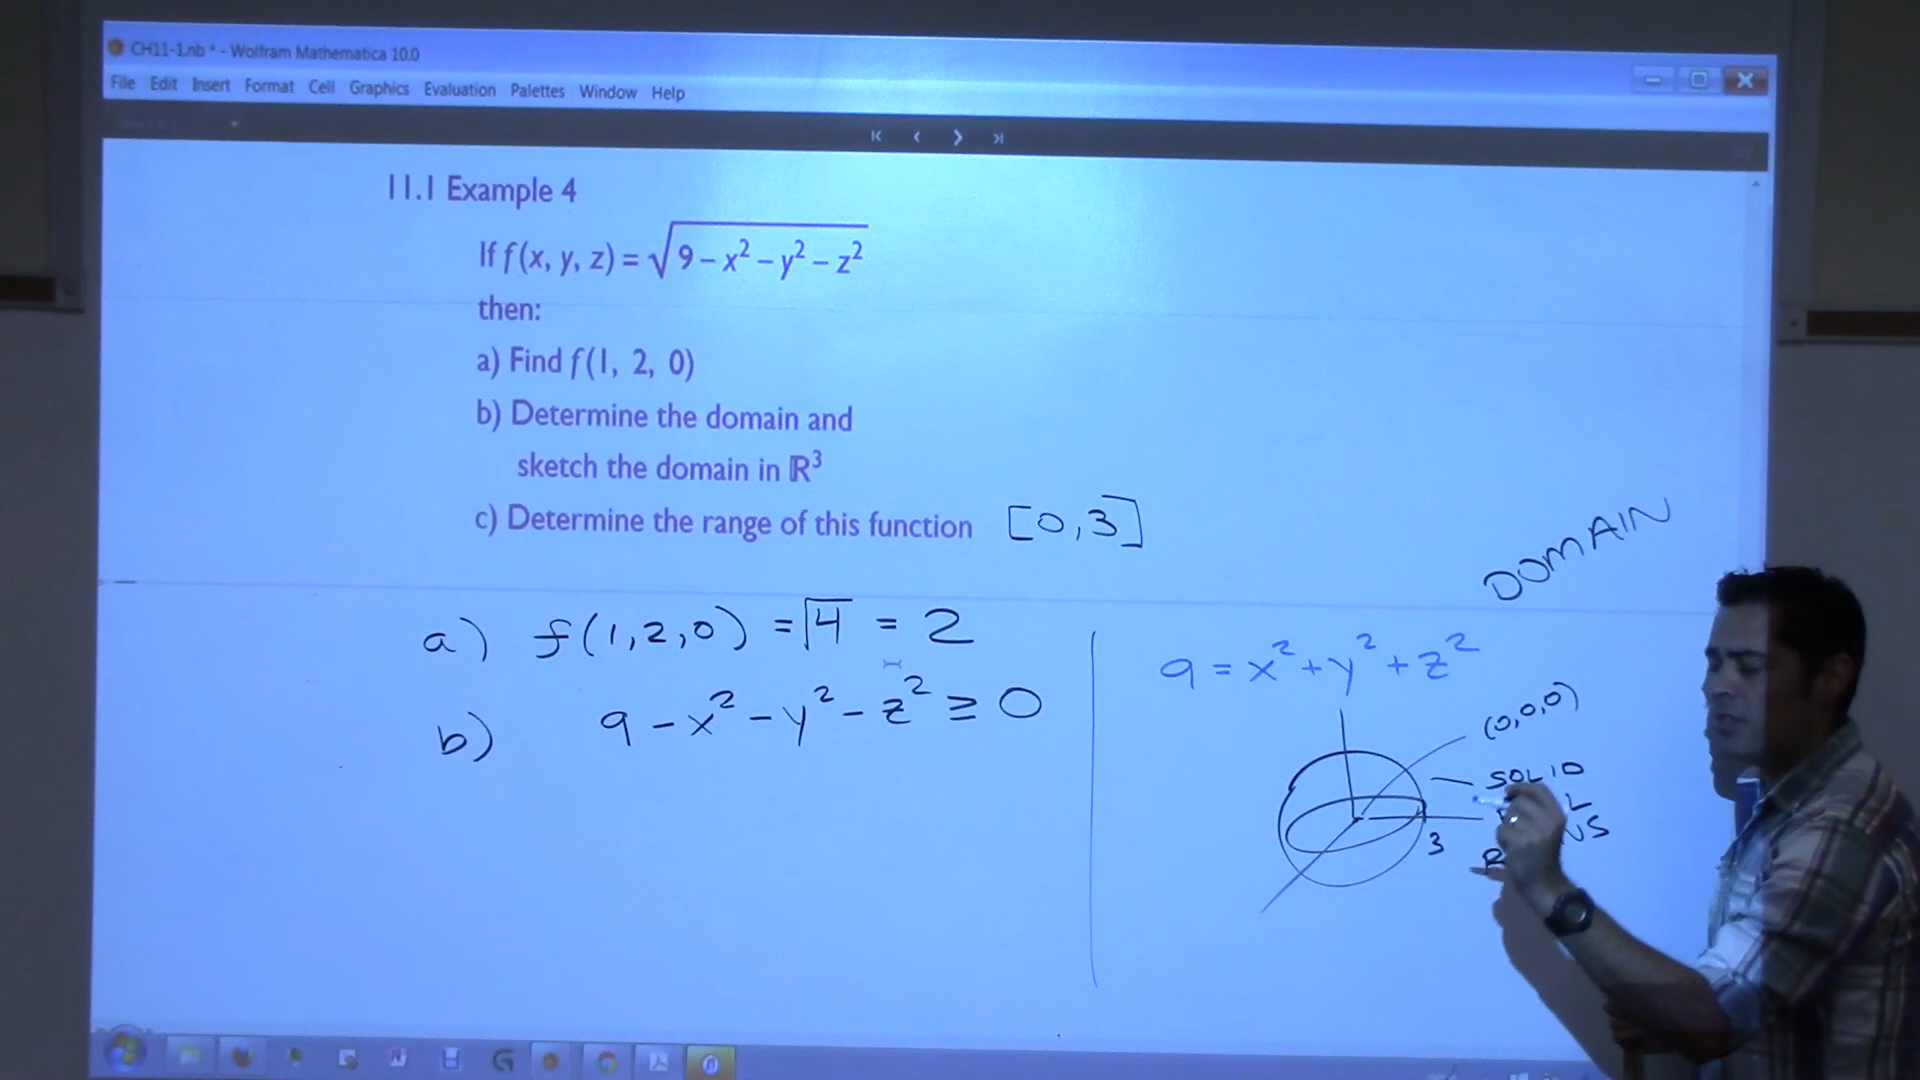 CH11-1.nb * - Wolfram Mathematica 10.0
File Edit Insert Format Cell Graphics Evaluation Palettes Window Help
11.1 Example 4
If f(x, y, z) = √(9 – x² – y² – z²)
then:
a) Find f(1, 2, 0)
b) Determine the domain and
sketch the domain in ℝ³
c) Determine the range of this function [0,3]
a) f(1,2,0) = √4 = 2
b) 9 - x² - y² - z² ≥ 0
DOMAIN
9 = x² + y² + z²
(0,0,0)
SOLID
3